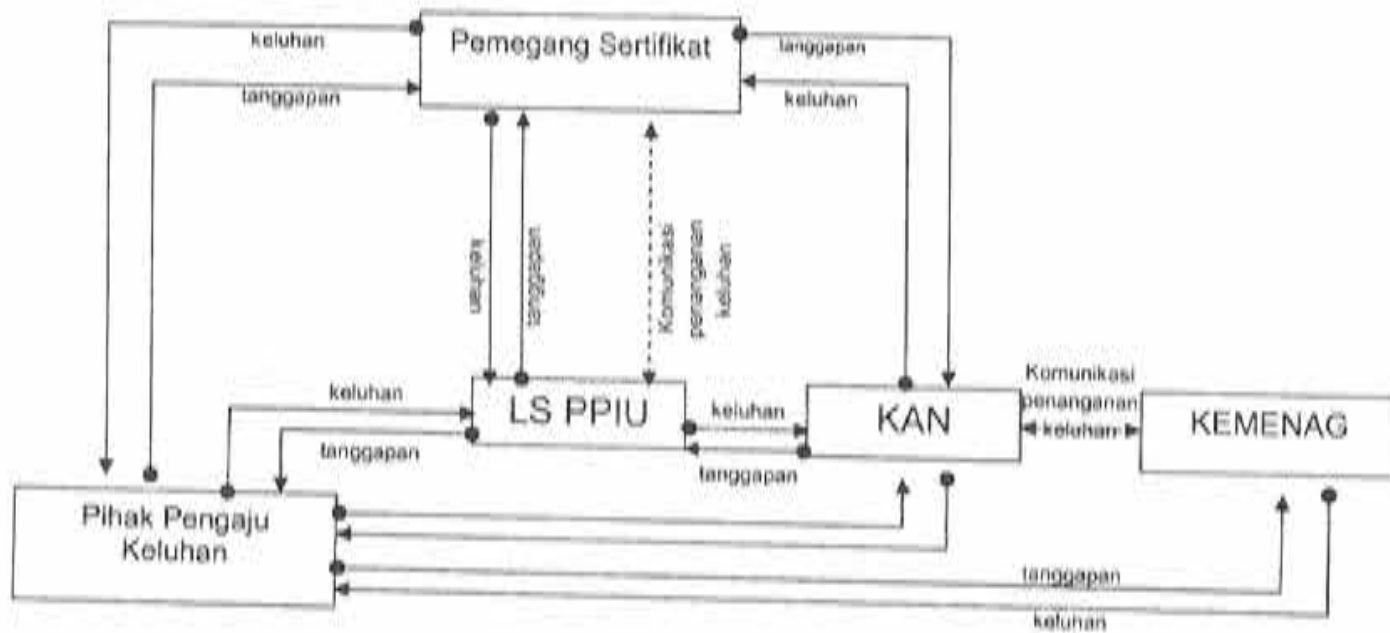 keluhan
Pemegang Sertifikat
tanggapan
tanggapan
keluhan
keluhan
tanggapan
Komunikasi
penanganan
keluhan
keluhan
LS PPIU
keluhan
KAN
Komunikasi
penanganan
keluhan
KEMENAG
tanggapan
tanggapan
Pihak Pengaju
Keluhan
tanggapan
keluhan